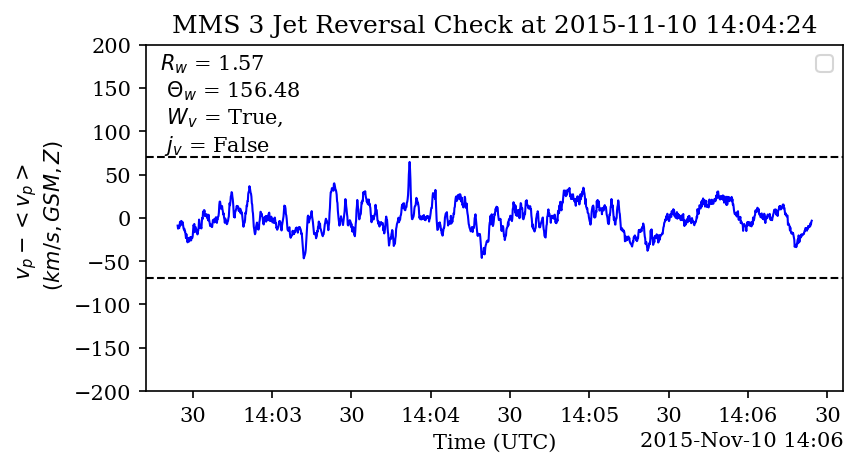 MMS 3 Jet Reversal Check at 2015-11-10 14:04:24
R_w = 1.57
Θ_w = 156.48
W_v = True,
j_v = False
200
150
100
50
0
−50
−100
−150
−200
v_p − < v_p >
(km/s, GSM, Z)
30 14:03 30 14:04 30 14:05 30 14:06 30
Time (UTC)
2015-Nov-10 14:06